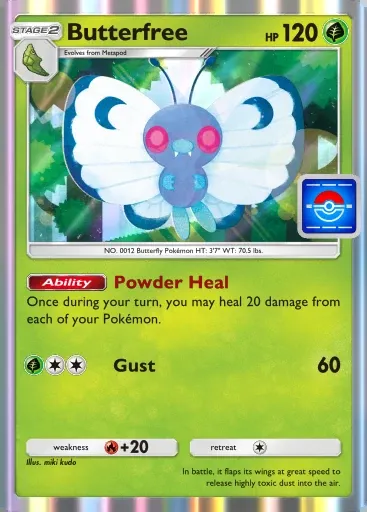 STAGE 2
Butterfree
HP 120
Evolves from Metapod
NO. 0012 Butterfly Pokémon HT: 3'7" WT: 70.5 lbs.
Ability Powder Heal
Once during your turn, you may heal 20 damage from
each of your Pokémon.
Gust 60
weakness +20 retreat
Illus. miki kudo
In battle, it flaps its wings at great speed to
release highly toxic dust into the air.